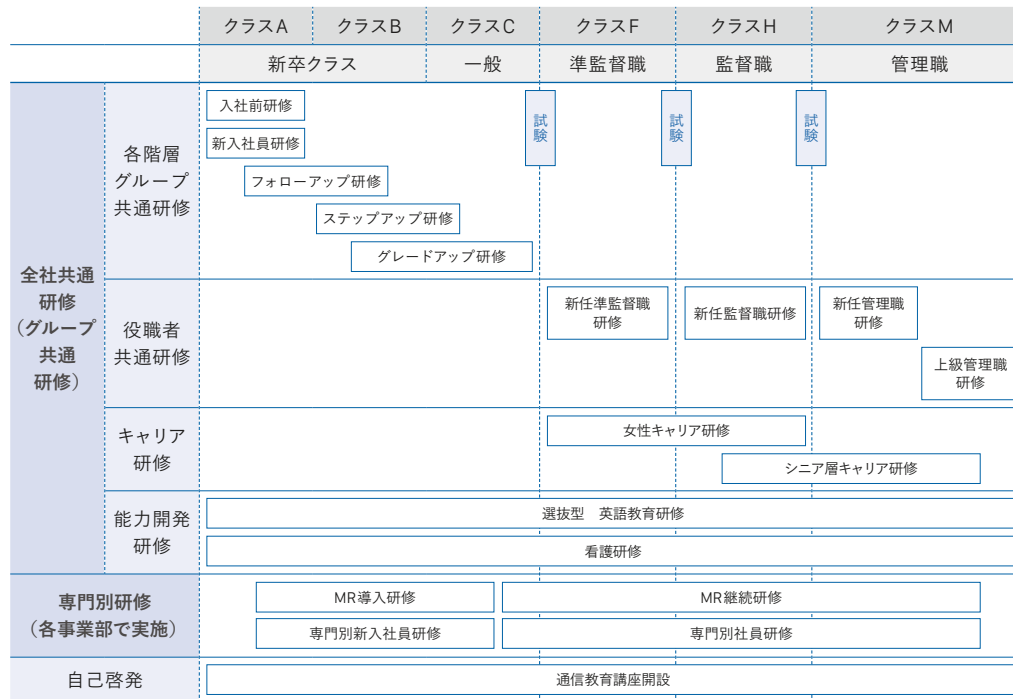 クラスA
クラスB
クラスC
クラスF
クラスH
クラスM
新卒クラス
一般
準監督職
監督職
管理職
全社共通
研修
（グループ
共通
研修）
各階層
グループ
共通研修
入社前研修
新入社員研修
フォローアップ研修
ステップアップ研修
グレードアップ研修
試験
試験
試験
役職者
共通研修
新任準監督職
研修
新任監督職研修
新任管理職
研修
上級管理職
研修
キャリア
研修
女性キャリア研修
シニア層キャリア研修
能力開発
研修
選抜型　英語教育研修
看護研修
専門別研修
（各事業部で実施）
MR導入研修
MR継続研修
専門別新入社員研修
専門別社員研修
自己啓発
通信教育講座開設